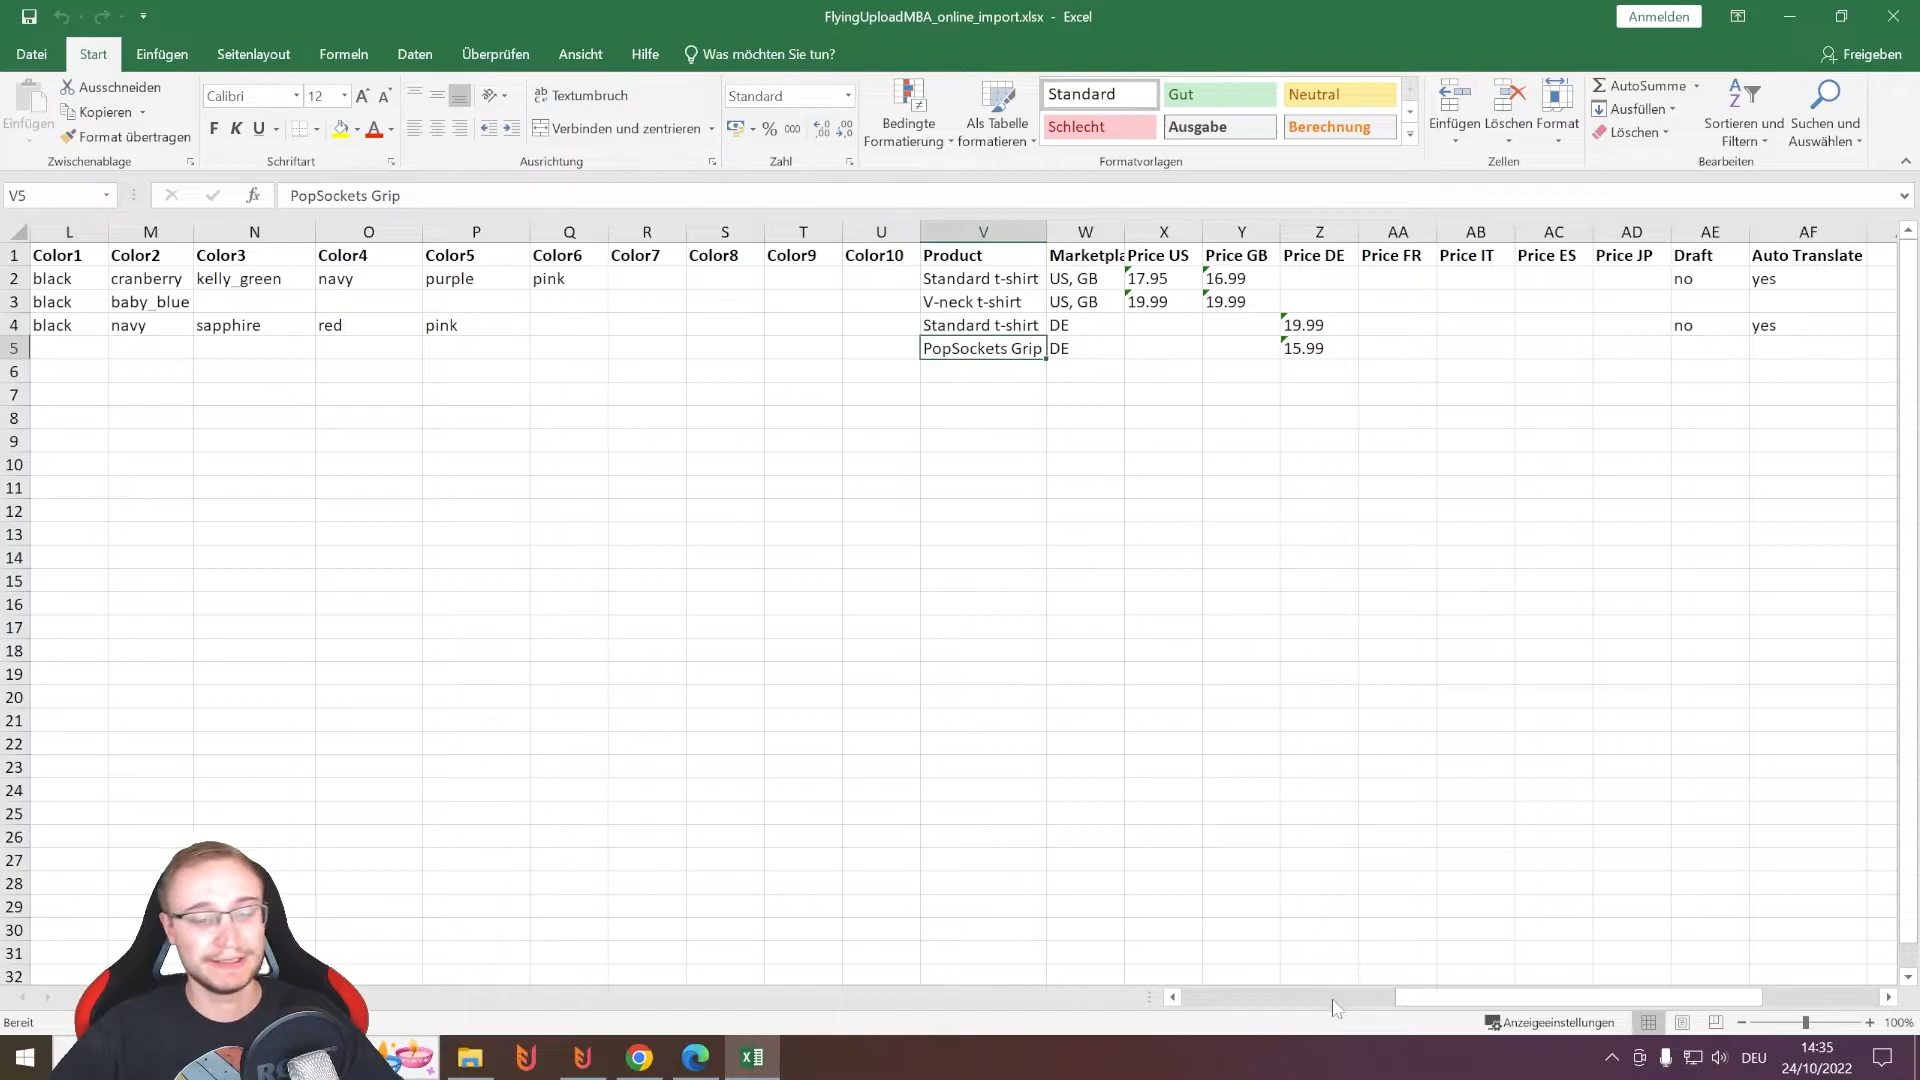 FlyingUploadMBA_online_import.xlsx - Excel
Anmelden
Datei Start Einfügen Seitenlayout Formeln Daten Überprüfen Ansicht Hilfe Was möchten Sie tun? Freigeben
Einfügen
Ausschneiden
Kopieren
Format übertragen
Zwischenablage
Calibri 12
F K U
Schriftart
Textumbruch
Verbinden und zentrieren
Ausrichtung
Standard
% 000
Zahl
Bedingte Formatierung
Als Tabelle formatieren
Standard Gut Neutral
Schlecht Ausgabe Berechnung
Formatvorlagen
Einfügen Löschen Format
Zellen
AutoSumme
Ausfüllen
Löschen
Sortieren und Filtern
Suchen und Auswählen
Bearbeiten
V5 fx PopSockets Grip
L M N O P Q R S T U V W X Y Z AA AB AC AD AE AF
1 Color1 Color2 Color3 Color4 Color5 Color6 Color7 Color8 Color9 Color10 Product Marketpla Price US Price GB Price DE Price FR Price IT Price ES Price JP Draft Auto Translate
2 black cranberry kelly_green navy purple pink Standard t-shirt US, GB 17.95 16.99 no yes
3 black baby_blue V-neck t-shirt US, GB 19.99 19.99
4 black navy sapphire red pink Standard t-shirt DE 19.99 no yes
5 PopSockets Grip DE 15.99
6
7
8
9
10
11
12
13
14
15
16
17
18
19
20
21
22
23
24
25
26
27
28
29
30
31
32
Bereit
Anzeigeeinstellungen
100%
DEU
14:35
24/10/2022